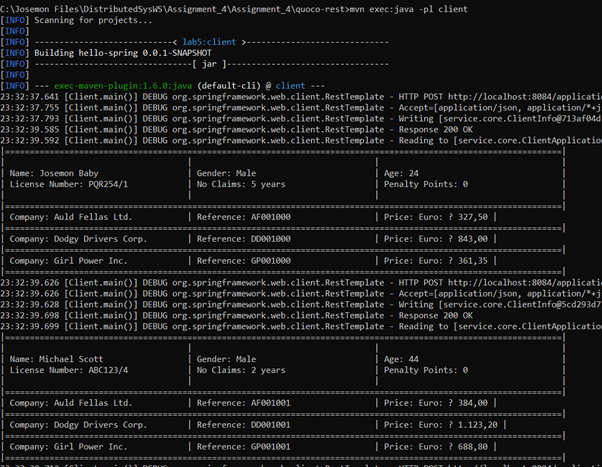 C:\Josemon Files\DistributedSysWS\Assignment_4\Assignment_4\quoco-rest>mvn exec:java -pl client
[INFO] Scanning for projects...
[INFO]
[INFO] ----------------------------< lab5:client >----------------------------
[INFO] Building hello-spring 0.0.1-SNAPSHOT
[INFO] --------------------------------[ jar ]---------------------------------
[INFO]
[INFO] --- exec-maven-plugin:1.6.0:java (default-cli) @ client ---
23:32:37.641 [Client.main()] DEBUG org.springframework.web.client.RestTemplate - HTTP POST http://localhost:8084/application
23:32:37.755 [Client.main()] DEBUG org.springframework.web.client.RestTemplate - Accept=[application/json, application/*+j
23:32:37.793 [Client.main()] DEBUG org.springframework.web.client.RestTemplate - Writing [service.core.ClientInfo@713af04d
23:32:39.585 [Client.main()] DEBUG org.springframework.web.client.RestTemplate - Response 200 OK
23:32:39.592 [Client.main()] DEBUG org.springframework.web.client.RestTemplate - Reading to [service.core.ClientApplication
| Name: Josemon Baby | Gender: Male | Age: 24
| License Number: PQR254/1 | No Claims: 5 years | Penalty Points: 0
| Company: Auld Fellas Ltd. | Reference: AF001000 | Price: Euro: ? 327,50 |
| Company: Dodgy Drivers Corp. | Reference: DD001000 | Price: Euro: ? 843,00 |
| Company: Girl Power Inc. | Reference: GP001000 | Price: Euro: ? 361,35 |
23:32:39.626 [Client.main()] DEBUG org.springframework.web.client.RestTemplate - HTTP POST http://localhost:8084/application
23:32:39.626 [Client.main()] DEBUG org.springframework.web.client.RestTemplate - Accept=[application/json, application/*+j
23:32:39.628 [Client.main()] DEBUG org.springframework.web.client.RestTemplate - Writing [service.core.ClientInfo@5cd293d7
23:32:39.698 [Client.main()] DEBUG org.springframework.web.client.RestTemplate - Response 200 OK
23:32:39.699 [Client.main()] DEBUG org.springframework.web.client.RestTemplate - Reading to [service.core.ClientApplication
| Name: Michael Scott | Gender: Male | Age: 44
| License Number: ABC123/4 | No Claims: 2 years | Penalty Points: 0
| Company: Auld Fellas Ltd. | Reference: AF001001 | Price: Euro: ? 384,00 |
| Company: Dodgy Drivers Corp. | Reference: DD001001 | Price: Euro: ? 1.123,20 |
| Company: Girl Power Inc. | Reference: GP001001 | Price: Euro: ? 688,80 |